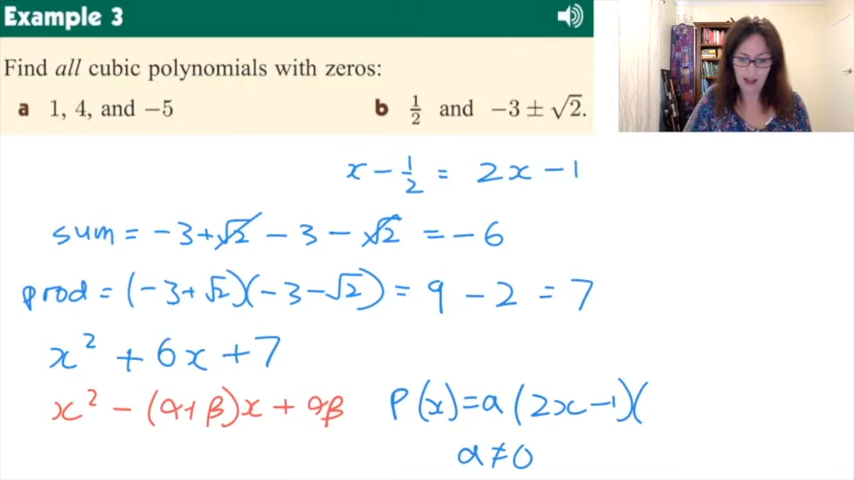 Example 3
Find all cubic polynomials with zeros:
a 1, 4, and −5 b 1/2 and −3 ± √2.
x − 1/2 = 2x − 1
sum = −3 + √2 − 3 − √2 = −6
prod = (−3 + √2)(−3 − √2) = 9 − 2 = 7
x² + 6x + 7
x² − (α + β)x + αβ
P(x) = a(2x − 1)(
a ≠ 0